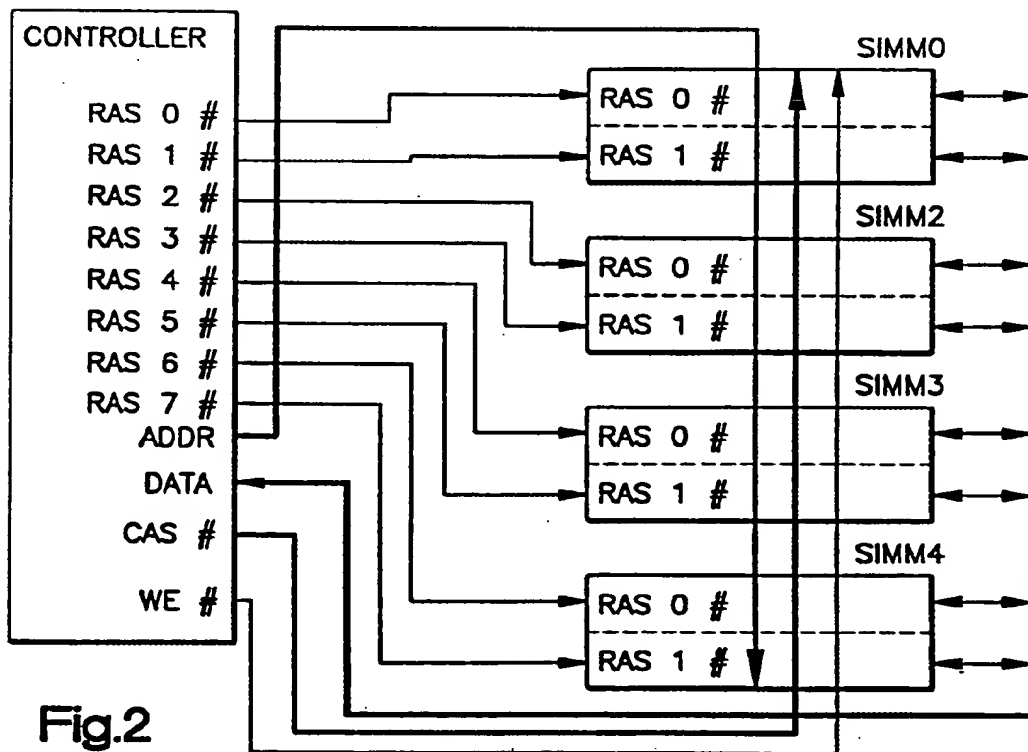 CONTROLLER
RAS 0 #
RAS 1 #
RAS 2 #
RAS 3 #
RAS 4 #
RAS 5 #
RAS 6 #
RAS 7 #
ADDR
DATA
CAS #
WE #
SIMM0
RAS 0 #
RAS 1 #
SIMM2
RAS 0 #
RAS 1 #
SIMM3
RAS 0 #
RAS 1 #
SIMM4
RAS 0 #
RAS 1 #
Fig.2